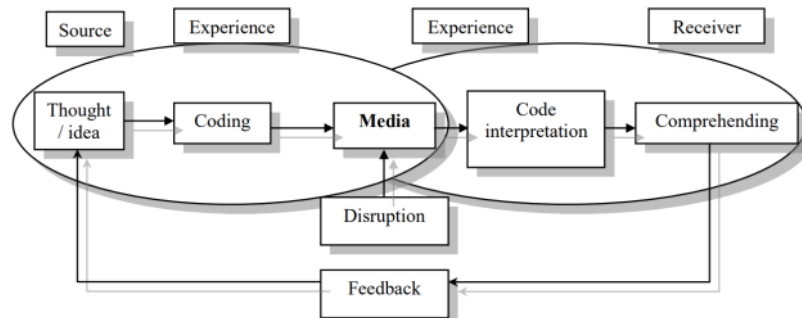 Source
Experience
Experience
Receiver
Thought
/ idea
Coding
Media
Code
interpretation
Comprehending
Disruption
Feedback